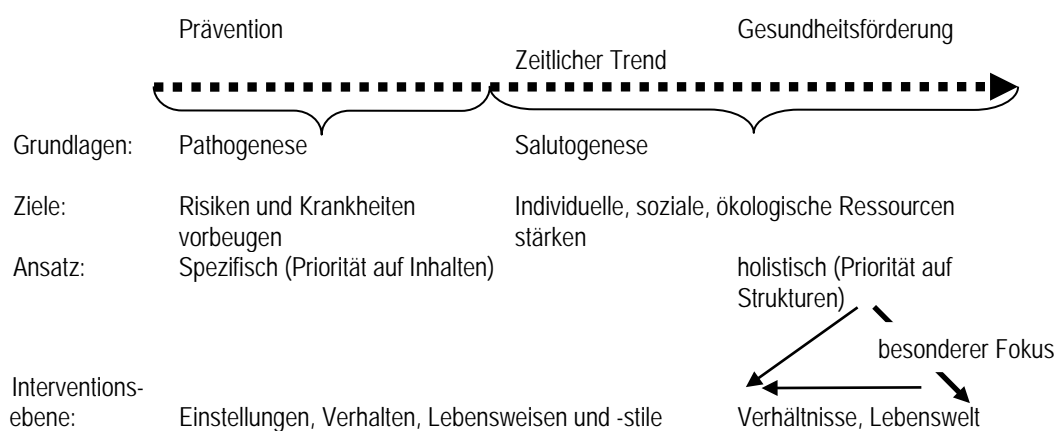 Prävention Gesundheitsförderung
Zeitlicher Trend
Grundlagen: Pathogenese Salutogenese
Ziele: Risiken und Krankheiten Individuelle, soziale, ökologische Ressourcen
vorbeugen stärken
Ansatz: Spezifisch (Priorität auf Inhalten) holistisch (Priorität auf
Strukturen)
besonderer Fokus
Interventions-
ebene: Einstellungen, Verhalten, Lebensweisen und -stile Verhältnisse, Lebenswelt